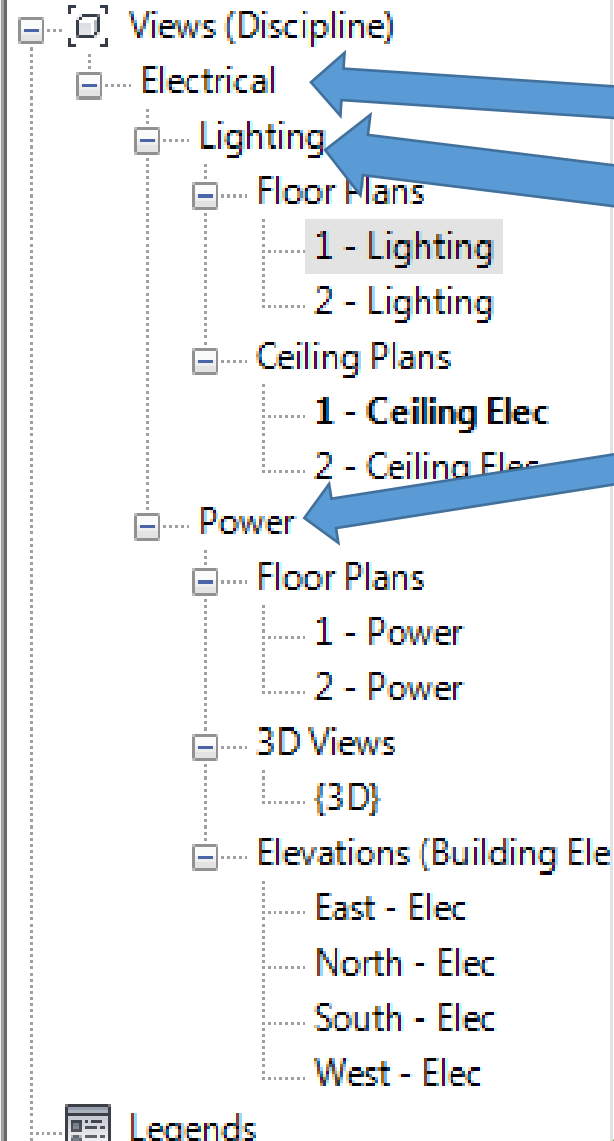 Views (Discipline)
Electrical
Lighting
Floor Plans
1 - Lighting
2 - Lighting
Ceiling Plans
1 - Ceiling Elec
2 - Ceiling Elec
Power
Floor Plans
1 - Power
2 - Power
3D Views
{3D}
Elevations (Building Ele
East - Elec
North - Elec
South - Elec
West - Elec
Legends